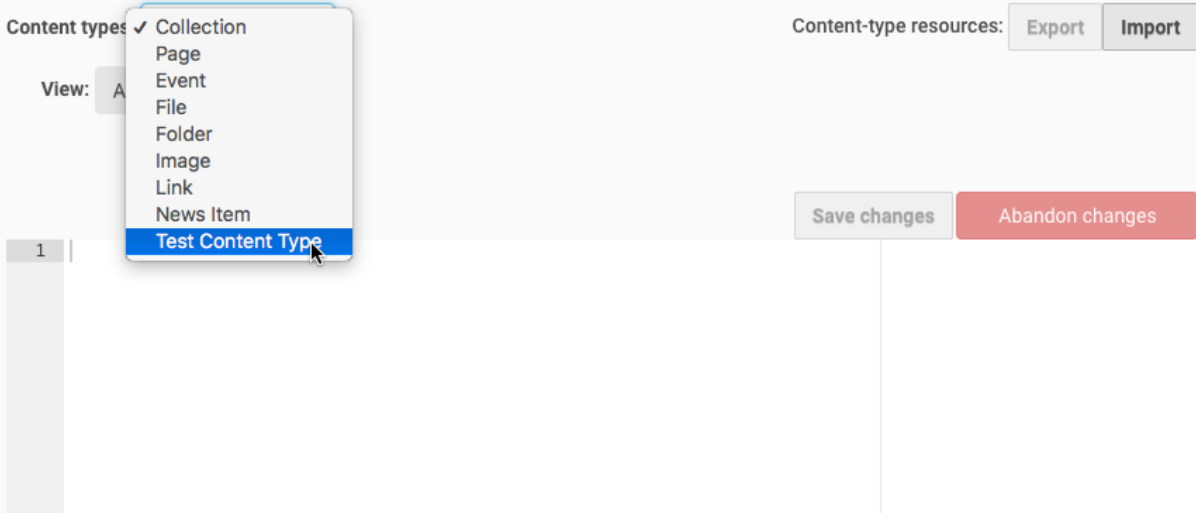 Content types ✓ Collection Content-type resources: Export Import
Page
Event
View: A
File
Folder
Image
Link
News Item Save changes Abandon changes
Test Content Type
1